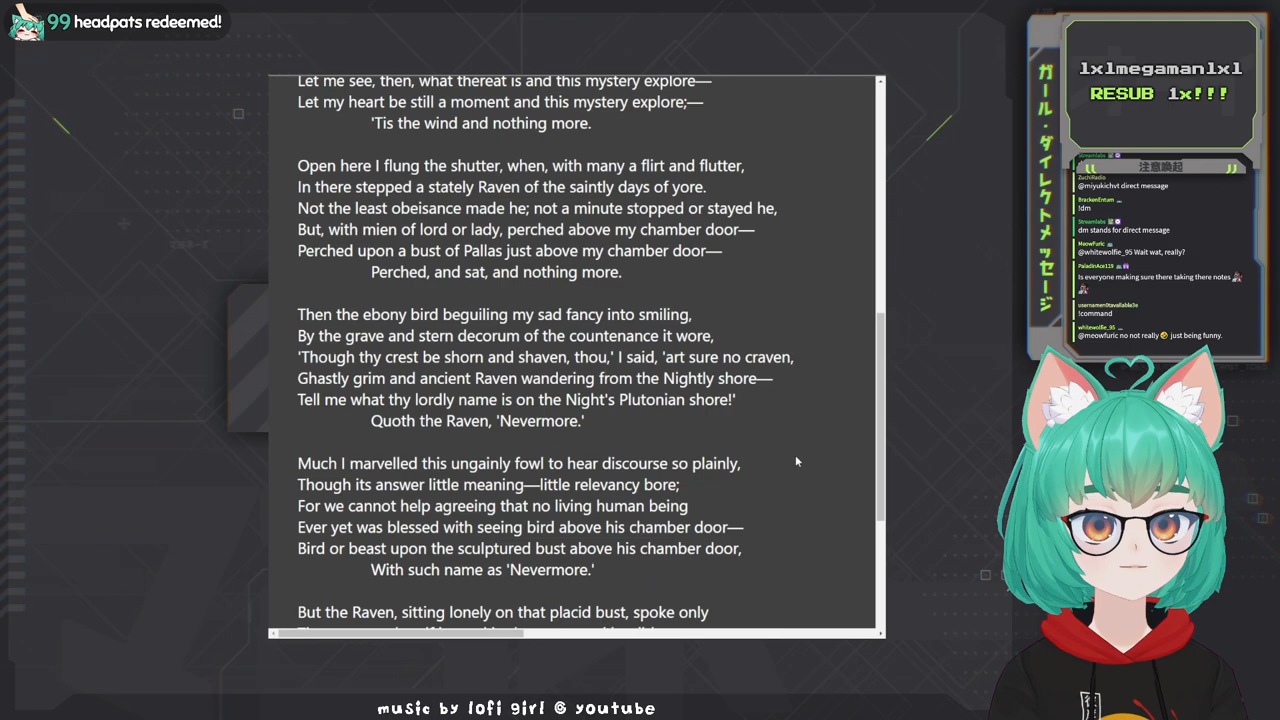 99 headpats redeemed!
Let me see, then, what thereat is and this mystery explore—
Let my heart be still a moment and this mystery explore;—
'Tis the wind and nothing more.
Open here I flung the shutter, when, with many a flirt and flutter,
In there stepped a stately Raven of the saintly days of yore.
Not the least obeisance made he; not a minute stopped or stayed he,
But, with mien of lord or lady, perched above my chamber door—
Perched upon a bust of Pallas just above my chamber door—
Perched, and sat, and nothing more.
Then the ebony bird beguiling my sad fancy into smiling,
By the grave and stern decorum of the countenance it wore,
'Though thy crest be shorn and shaven, thou,' I said, 'art sure no craven,
Ghastly grim and ancient Raven wandering from the Nightly shore—
Tell me what thy lordly name is on the Night's Plutonian shore!'
Quoth the Raven, 'Nevermore.'
Much I marvelled this ungainly fowl to hear discourse so plainly,
Though its answer little meaning—little relevancy bore;
For we cannot help agreeing that no living human being
Ever yet was blessed with seeing bird above his chamber door—
Bird or beast upon the sculptured bust above his chamber door,
With such name as 'Nevermore.'
But the Raven, sitting lonely on that placid bust, spoke only
music by lofi girl @ youtube
ガール・ダイレクトメッセージ
lxlmegamanlxl
RESUB 1x!!!
注意喚起
Streamlabs
ZuchiRadio
@miyukichvt direct message
BrackenEntum
!dm
Streamlabs
dm stands for direct message
MeowFuric
@whitewolfie_95 Wait wat, really?
PaladinAce119
Is everyone making sure there taking there notes
usernamen0tavailable3e
!command
whitewolfie_95
@meowfuric no not really 🤣 just being funny.